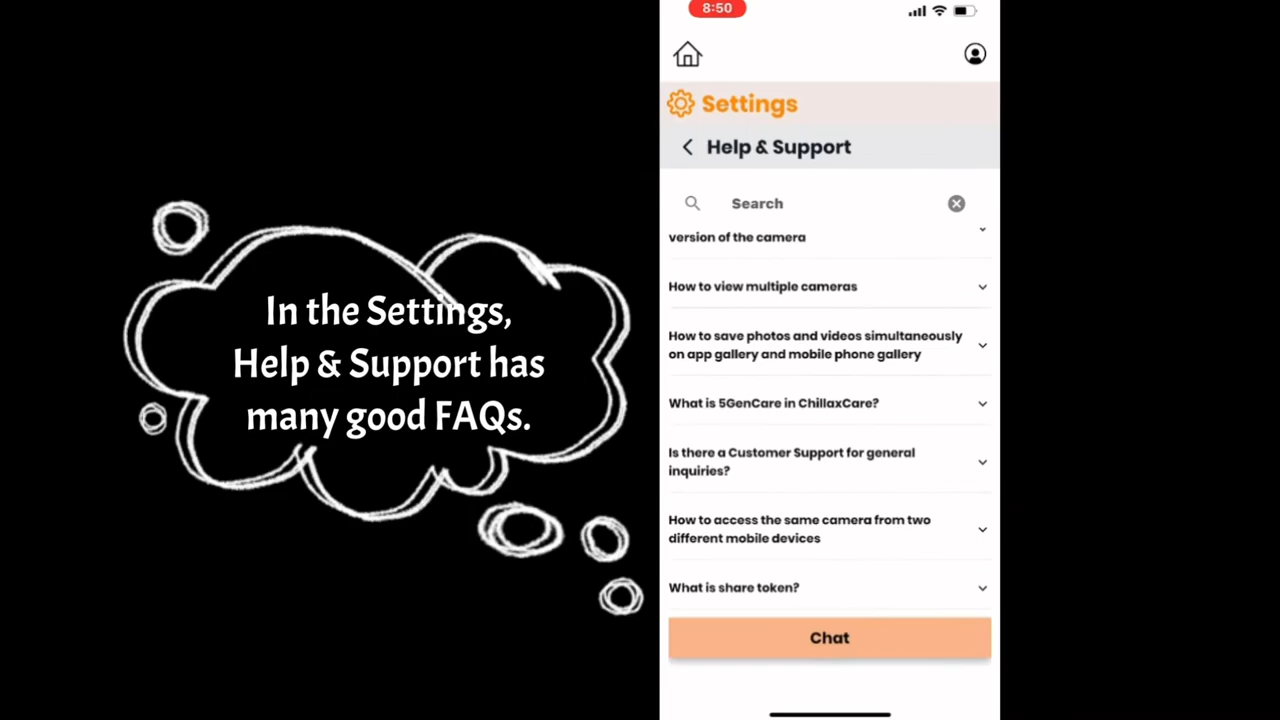 In the Settings,
Help & Support has
many good FAQs.
8:50
Settings
Help & Support
Search
version of the camera
How to view multiple cameras
How to save photos and videos simultaneously
on app gallery and mobile phone gallery
What is 5GenCare in ChillaxCare?
Is there a Customer Support for general
inquiries?
How to access the same camera from two
different mobile devices
What is share token?
Chat